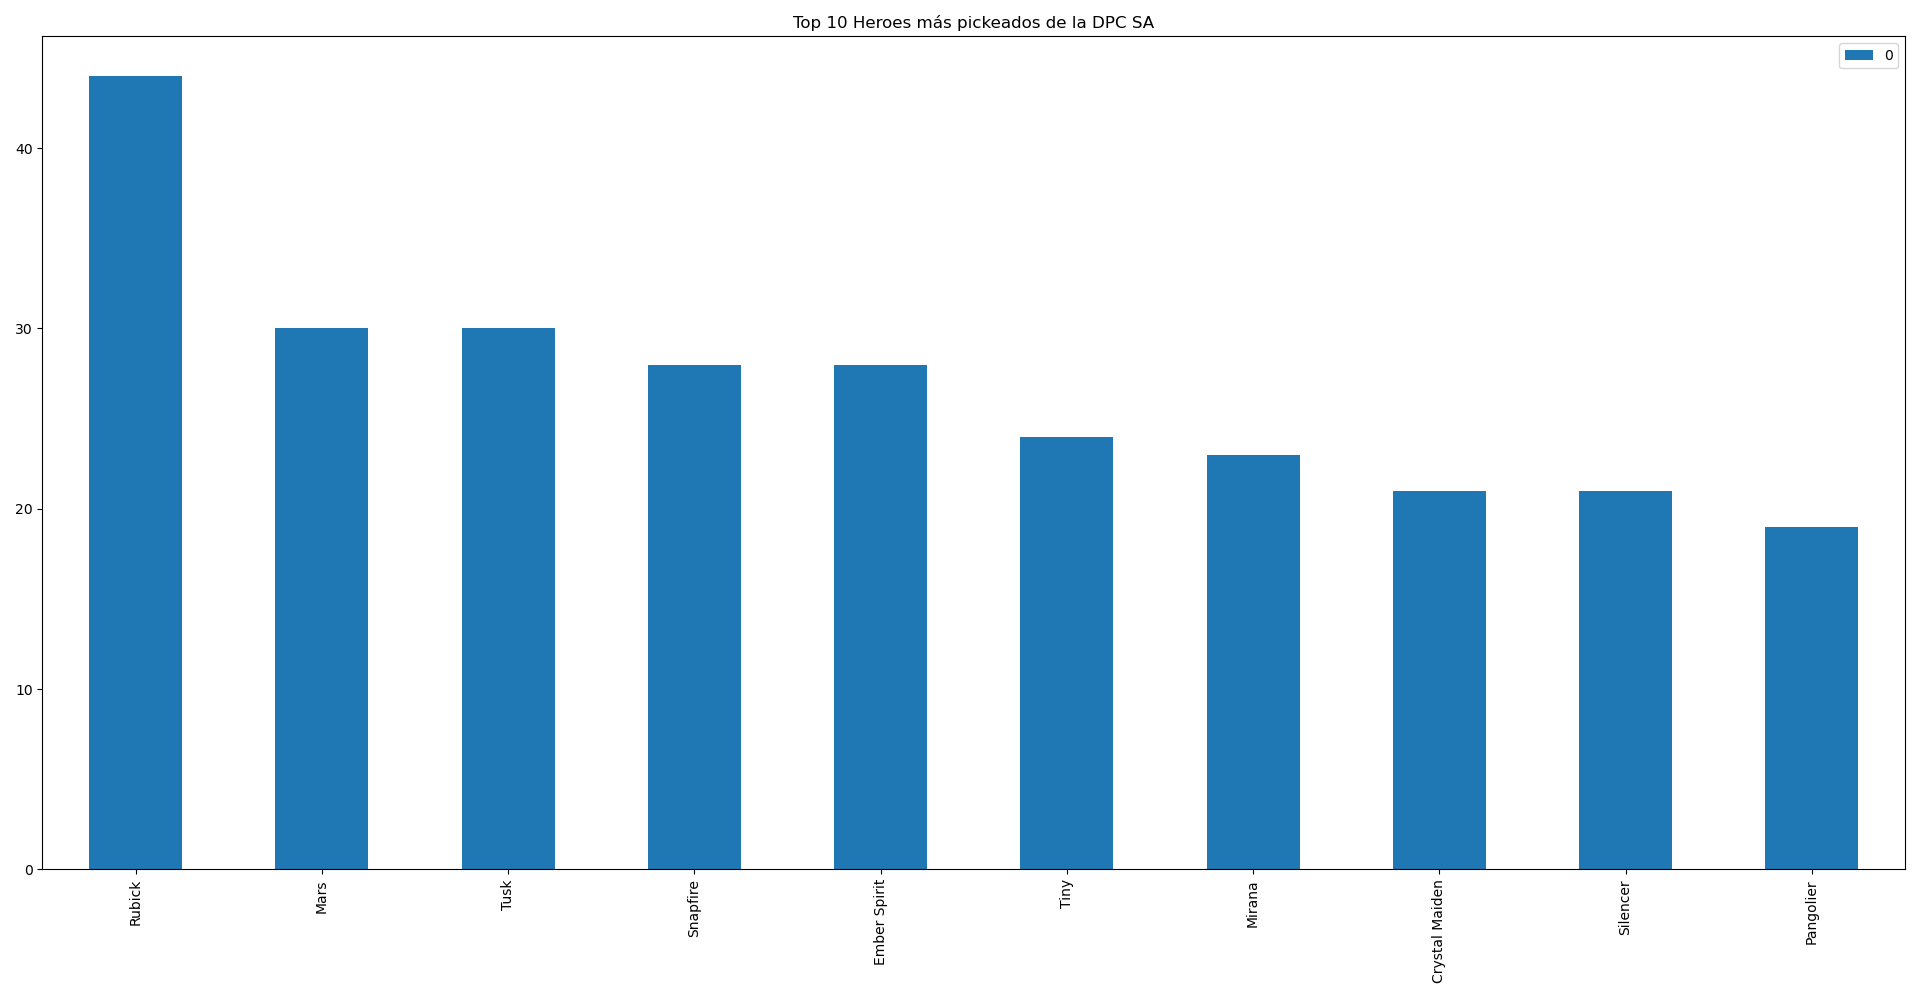 Top 10 Heroes más pickeados de la DPC SA
0
40
30
20
10
0
Rubick
Mars
Tusk
Snapfire
Ember Spirit
Tiny
Mirana
Crystal Maiden
Silencer
Pangolier